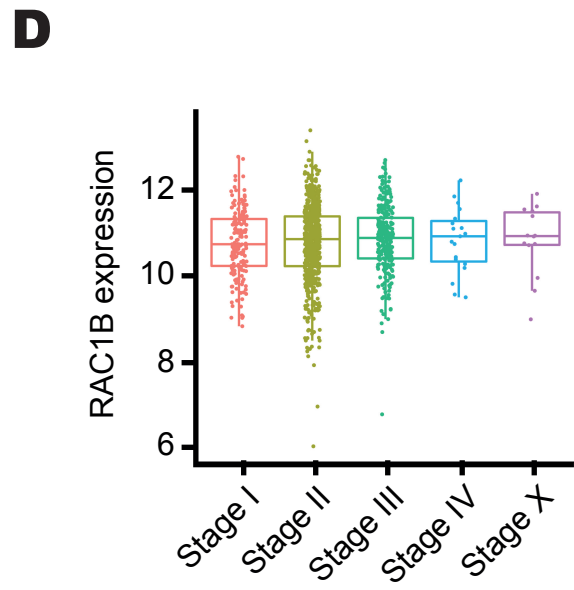 D
RAC1B expression
12
10
8
6
Stage I
Stage II
Stage III
Stage IV
Stage X